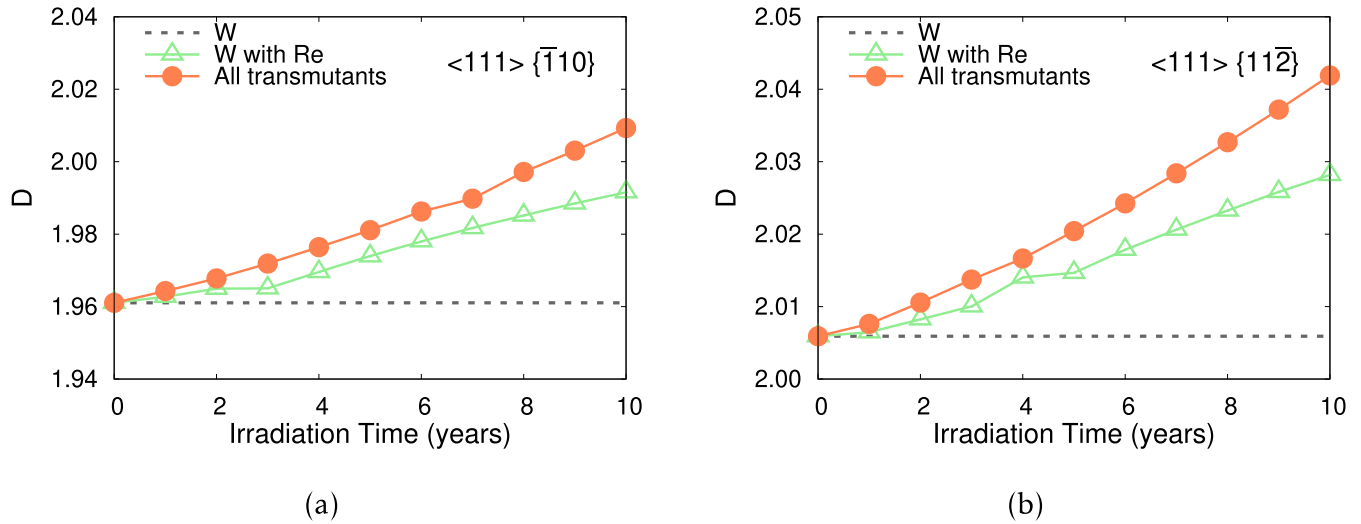 2.04
2.02
2.00
1.98
1.96
1.94
D
W
W with Re
All transmutants
<111> {1̅10}
0 2 4 6 8 10
Irradiation Time (years)
(a)
2.05
2.04
2.03
2.02
2.01
2.00
D
W
W with Re
All transmutants
<111> {112̅}
0 2 4 6 8 10
Irradiation Time (years)
(b)